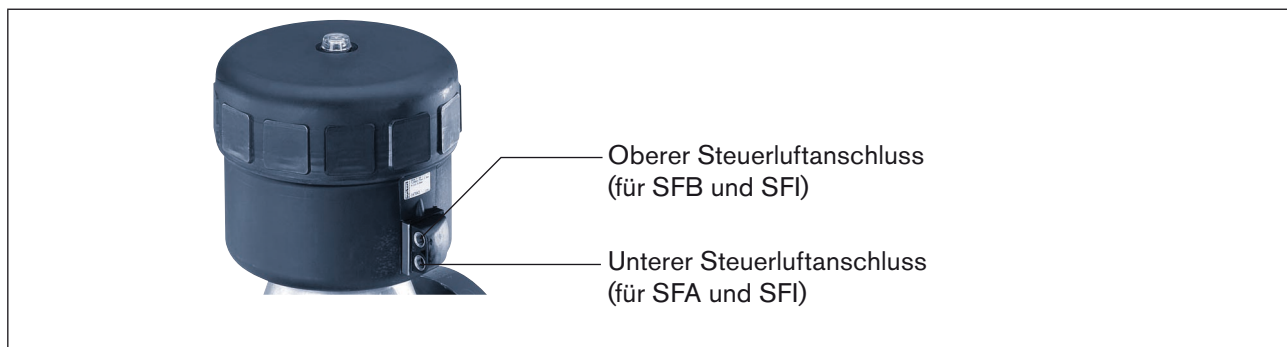 Oberer Steuerluftanschluss
(für SFB und SFI)
Unterer Steuerluftanschluss
(für SFA und SFI)